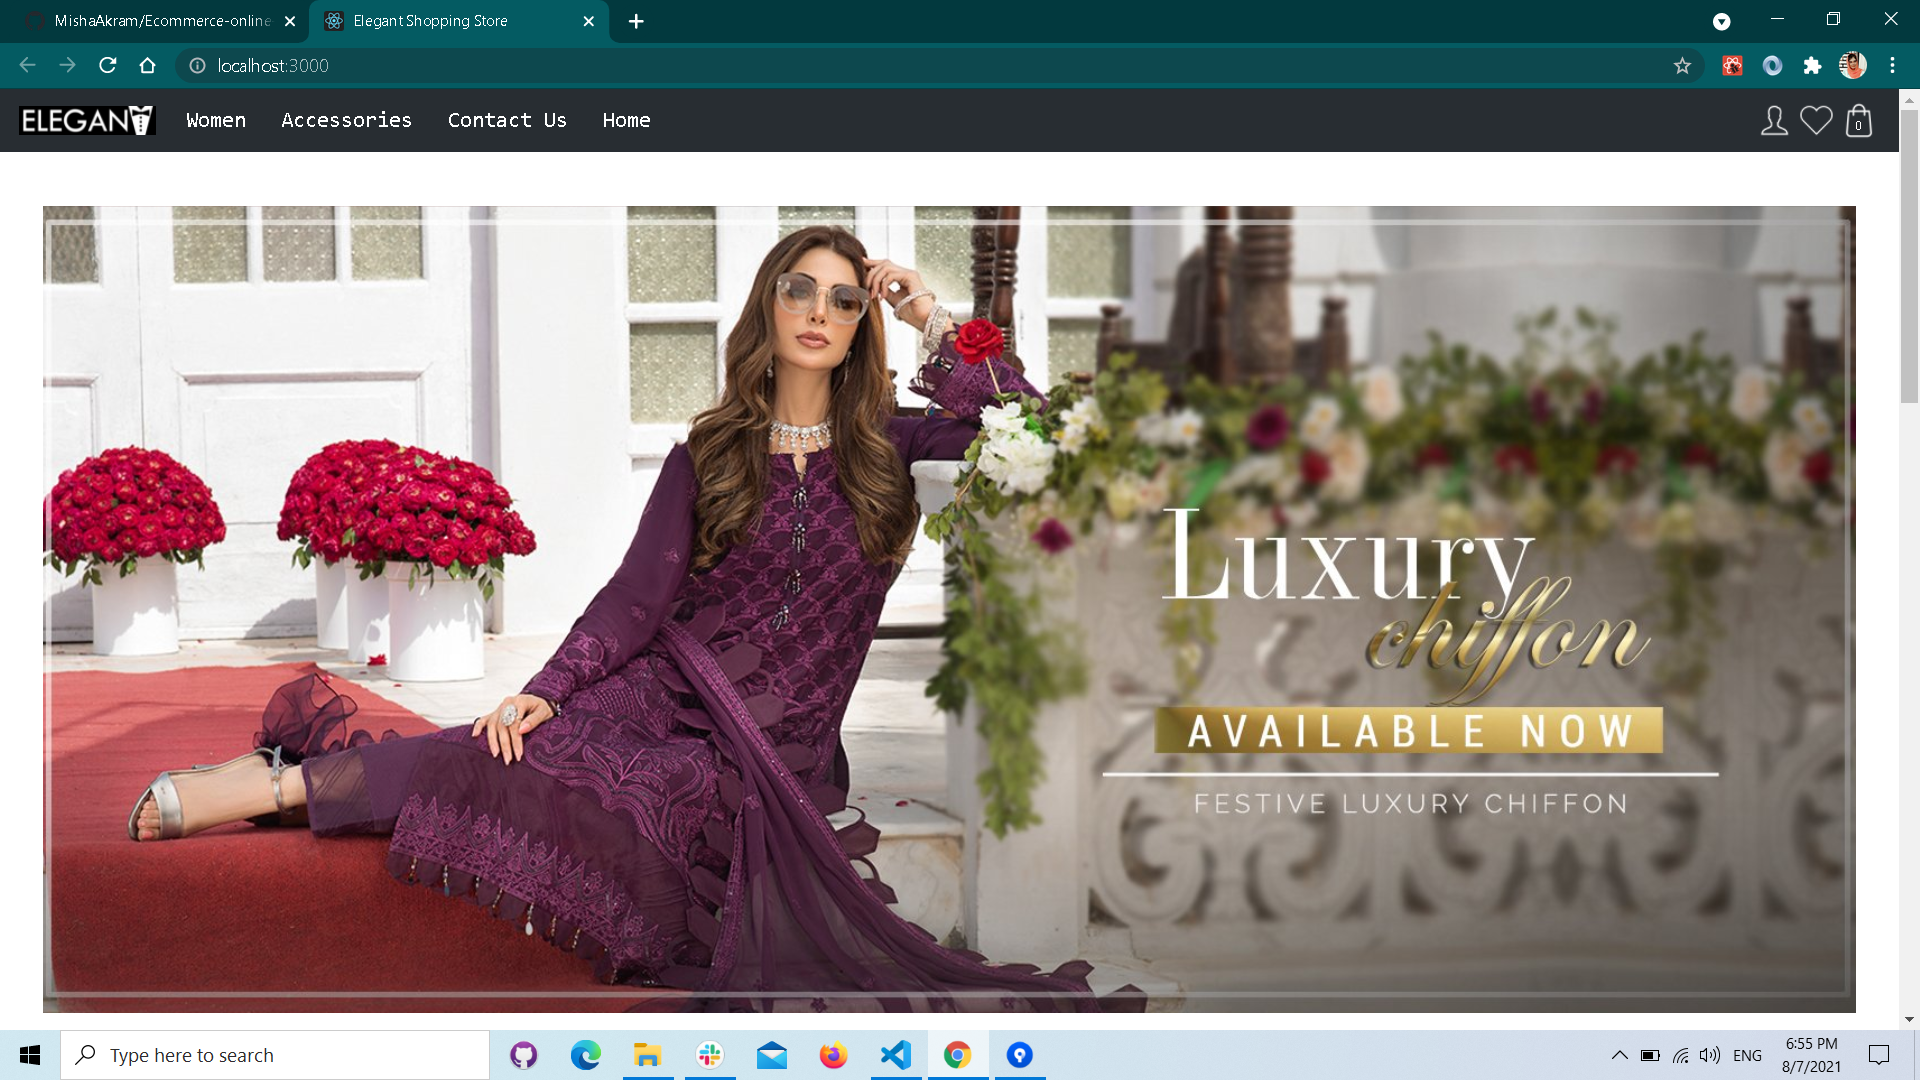 MishaAkram/Ecommerce-online
Elegant Shopping Store
localhost:3000
ELEGANT
Women
Accessories
Contact Us
Home
0
Luxury
chiffon
AVAILABLE NOW
FESTIVE LUXURY CHIFFON
Type here to search
ENG
6:55 PM
8/7/2021